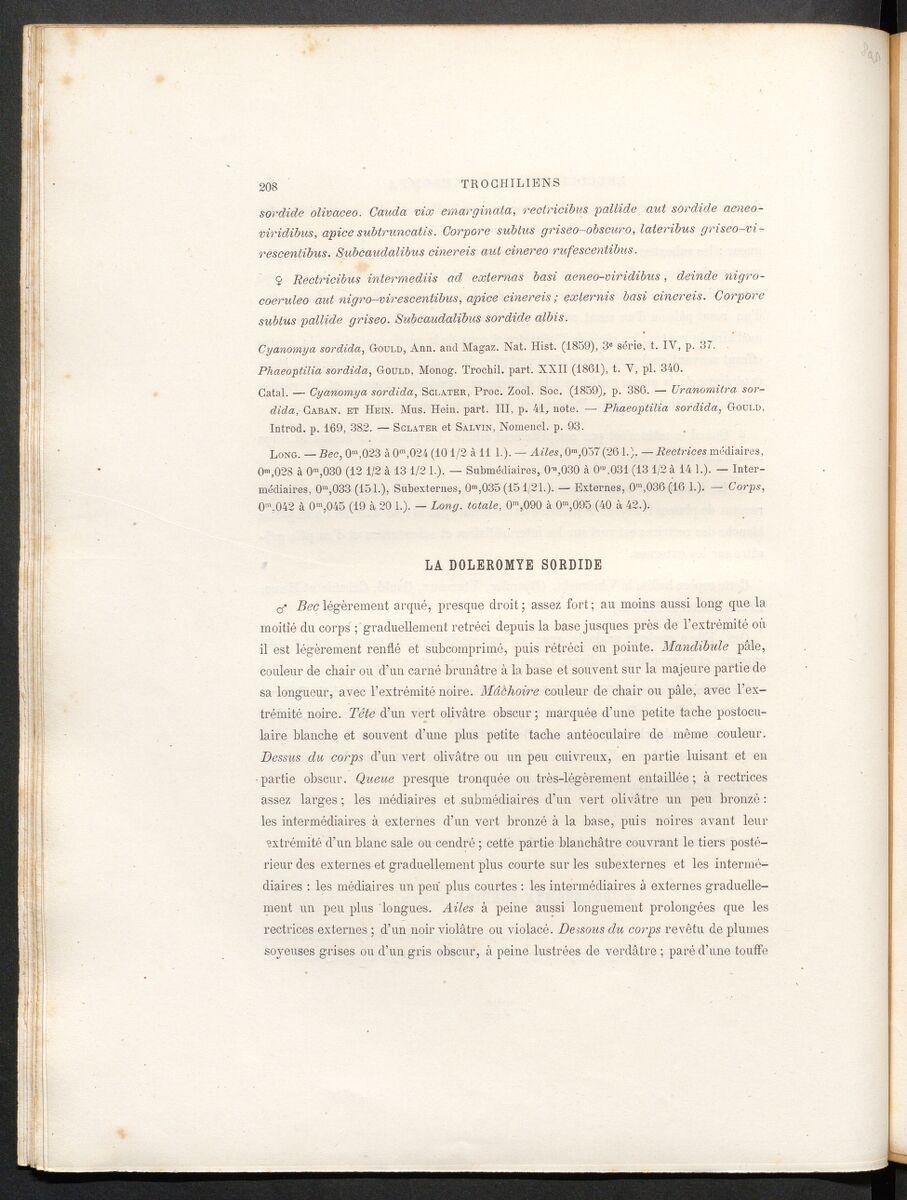 208
TROCHILIENS
sordide olivaceo. Cauda vix emarginata, rectricibus pallide aut sordide aeneo-
viridibus, apice subtruncatis. Corpore subtus griseo-obscuro, lateribus griseo-vi-
rescentibus. Subcaudalibus cinereis aut cinereo rufescentibus.
♀ Rectricibus intermediis ad externas basi aeneo-viridibus, deinde nigro-
coeruleo aut nigro-virescentibus, apice cinereis; externis basi cinereis. Corpore
subtus pallide griseo. Subcaudalibus sordide albis.
Cyanomya sordida, GOULD, Ann. and Magaz. Nat. Hist. (1859), 3e série, t. IV, p. 37.
Phaeoptilia sordida, GOULD, Monog. Trochil. part. XXII (1861), t. V, pl. 340.
Catal. — Cyanomya sordida, SCLATER, Proc. Zool. Soc. (1859), p. 386. — Uranomitra sor-
dida, CABAN. ET HEIN. Mus. Hein. part. III, p. 41, note. — Phaeoptilia sordida, GOULD,
Introd. p. 169, 382. — SCLATER et SALVIN, Nomencl. p. 93.
LONG. — Bec, 0m,023 à 0m,024 (10 1/2 à 11 l.). — Ailes, 0m,057 (26 l.). — Rectrices médiaires,
0m,028 à 0m,030 (12 1/2 à 13 1/2 l.). — Submédiaires, 0m,030 à 0m,031 (13 1/2 à 14 l.). — Inter-
médiaires, 0m,033 (15 l.), Subexternes, 0m,035 (15 1/2 l.). — Externes, 0m,036 (16 l.). — Corps,
0m,042 à 0m,045 (19 à 20 l.). — Long. totale, 0m,090 à 0m,095 (40 à 42.).
LA DOLEROMYE SORDIDE
♂ Bec légèrement arqué, presque droit; assez fort; au moins aussi long que la
moitié du corps; graduellement retréci depuis la base jusques près de l'extrémité où
il est légèrement renflé et subcomprimé, puis rétréci en pointe. Mandibule pâle,
couleur de chair ou d'un carné brunâtre à la base et souvent sur la majeure partie de
sa longueur, avec l'extrémité noire. Mâchoire couleur de chair ou pâle, avec l'ex-
trémité noire. Tête d'un vert olivâtre obscur; marquée d'une petite tache postocu-
laire blanche et souvent d'une plus petite tache antéoculaire de même couleur.
Dessus du corps d'un vert olivâtre ou un peu cuivreux, en partie luisant et en
partie obscur. Queue presque tronquée ou très-légèrement entaillée; à rectrices
assez larges; les médiaires et submédiaires d'un vert olivâtre un peu bronzé:
les intermédiaires à externes d'un vert bronzé à la base, puis noires avant leur
extrémité d'un blanc sale ou cendré; cette partie blanchâtre couvrant le tiers posté-
rieur des externes et graduellement plus courte sur les subexternes et les intermé-
diaires : les médiaires un peu plus courtes : les intermédiaires à externes graduelle-
ment un peu plus longues. Ailes à peine aussi longuement prolongées que les
rectrices externes; d'un noir violâtre ou violacé. Dessous du corps revêtu de plumes
soyeuses grises ou d'un gris obscur, à peine lustrées de verdâtre; paré d'une touffe